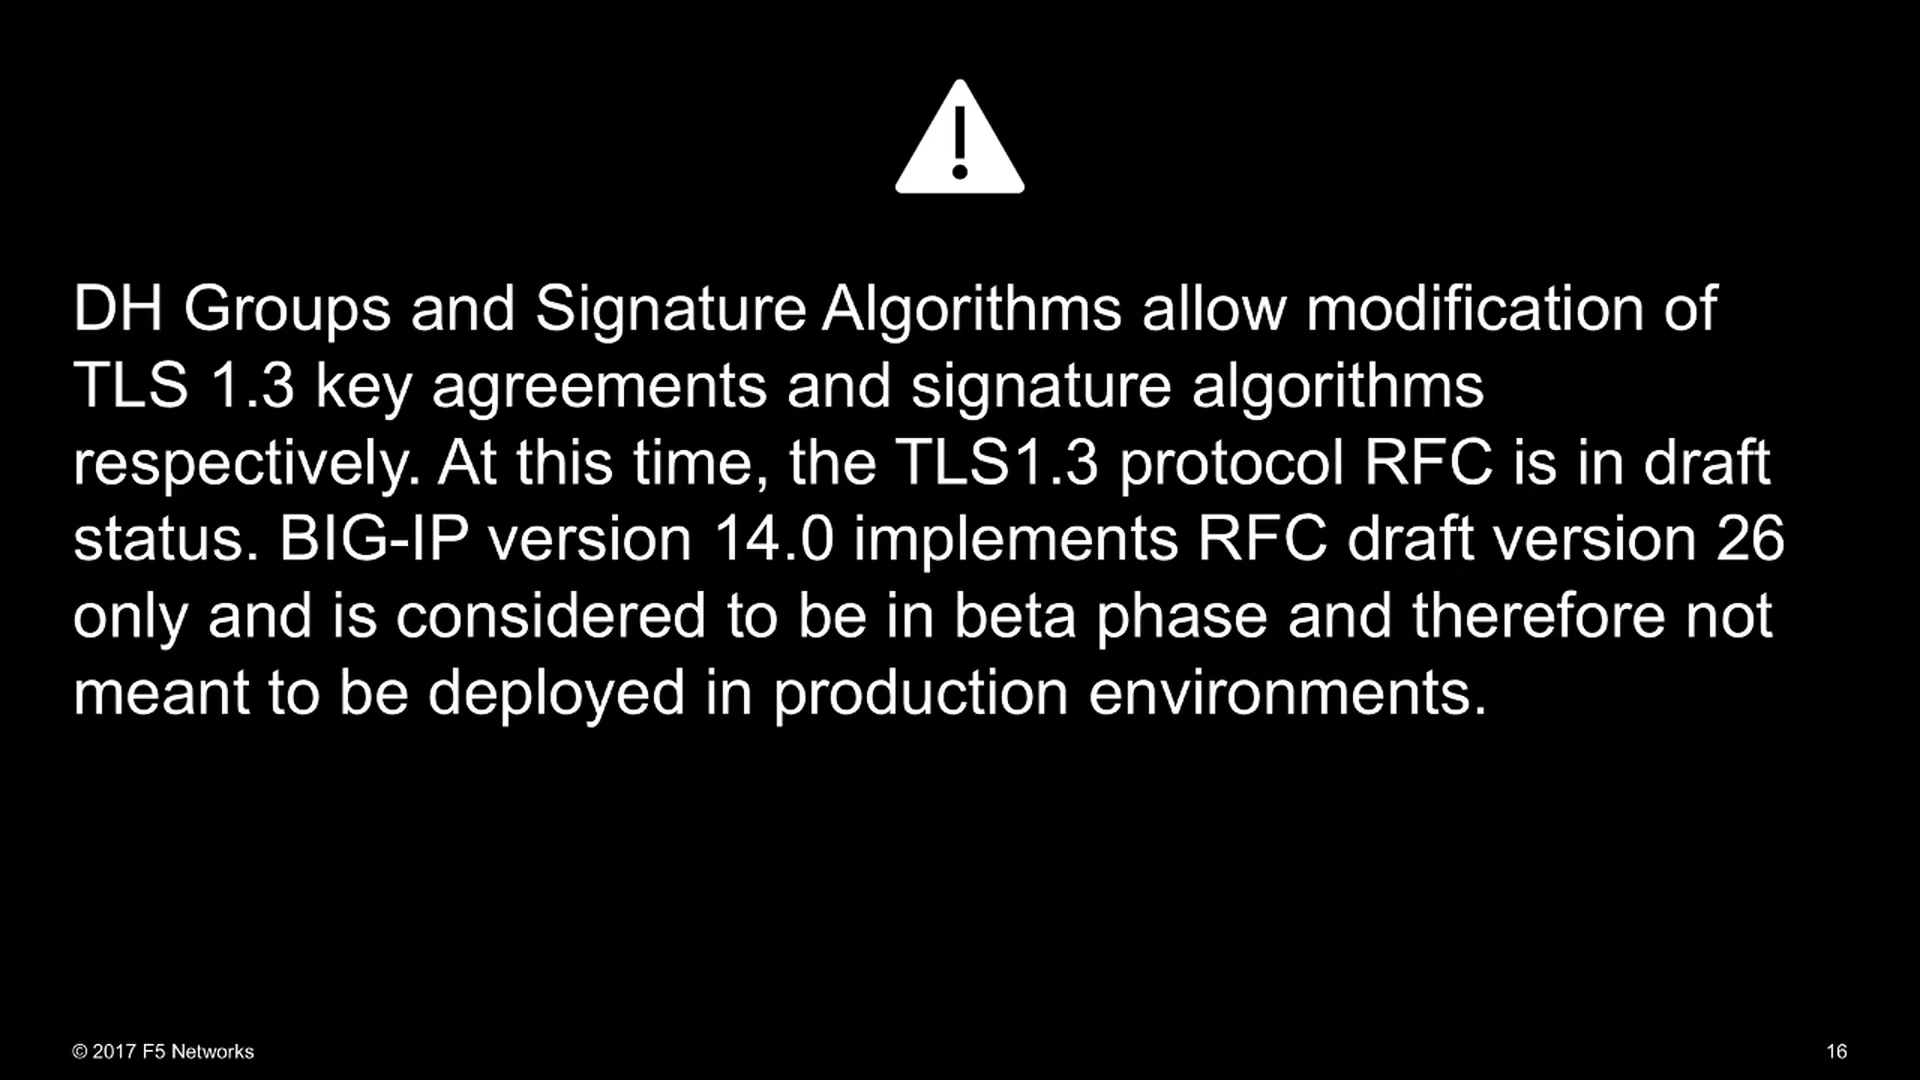 DH Groups and Signature Algorithms allow modification of
TLS 1.3 key agreements and signature algorithms
respectively. At this time, the TLS1.3 protocol RFC is in draft
status. BIG-IP version 14.0 implements RFC draft version 26
only and is considered to be in beta phase and therefore not
meant to be deployed in production environments.
© 2017 F5 Networks
16